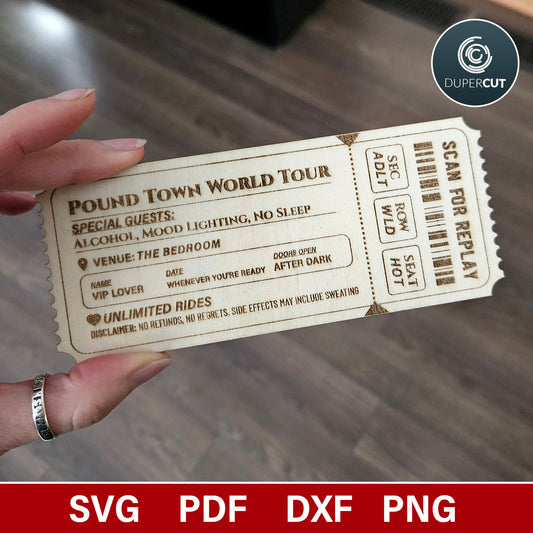 DUPERCUT
POUND TOWN WORLD TOUR
SPECIAL GUESTS:
ALCOHOL, MOOD LIGHTING, NO SLEEP
VENUE: THE BEDROOM
NAME
VIP LOVER
DATE
WHENEVER YOU'RE READY
DOORS OPEN
AFTER DARK
UNLIMITED RIDES
DISCLAIMER: NO REFUNDS, NO REGRETS. SIDE EFFECTS MAY INCLUDE SWEATING
SEC
ADLT
ROW
WLD
SEAT
HOT
SCAN FOR REPLAY
SVG PDF DXF PNG